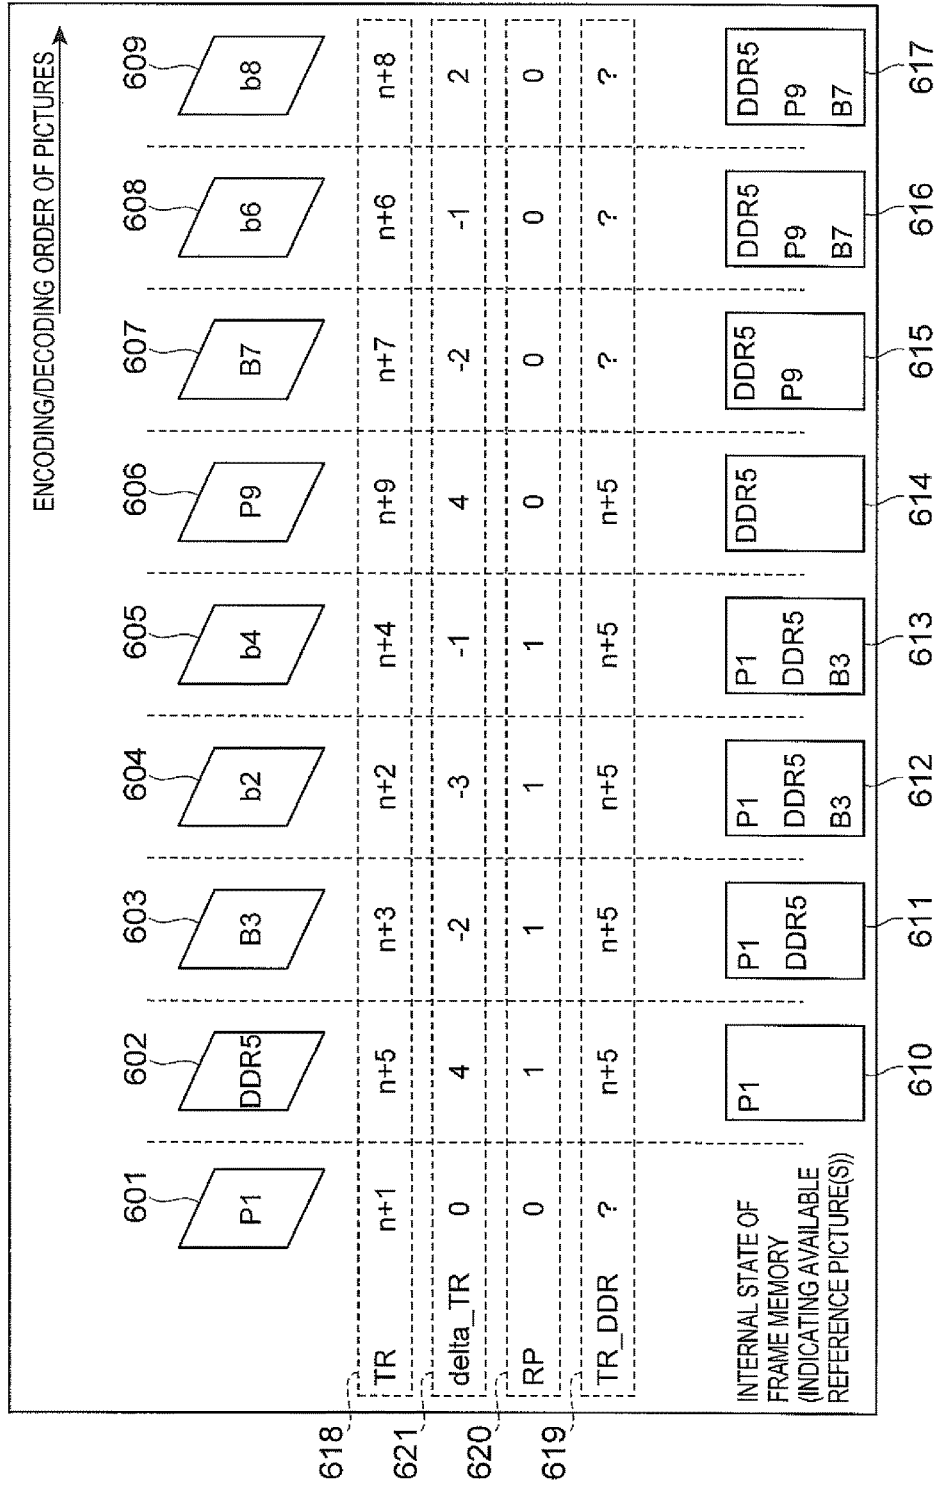 ENCODING/DECODING ORDER OF PICTURES
601 602 603 604 605 606 607 608 609
P1 DDR5 B3 b2 b4 P9 B7 b6 b8
618 TR n+1 n+5 n+3 n+2 n+4 n+9 n+7 n+6 n+8
621 delta_TR 0 4 -2 -3 -1 4 -2 -1 2
620 RP 0 1 1 1 1 0 0 0 0
619 TR_DDR ? n+5 n+5 n+5 n+5 n+5 ? ? ?
INTERNAL STATE OF
FRAME MEMORY
(INDICATING AVAILABLE
REFERENCE PICTURE(S))
P1
P1
DDR5
P1
DDR5
B3
P1
DDR5
B3
DDR5
DDR5
P9
DDR5
P9
B7
DDR5
P9
B7
610 611 612 613 614 615 616 617